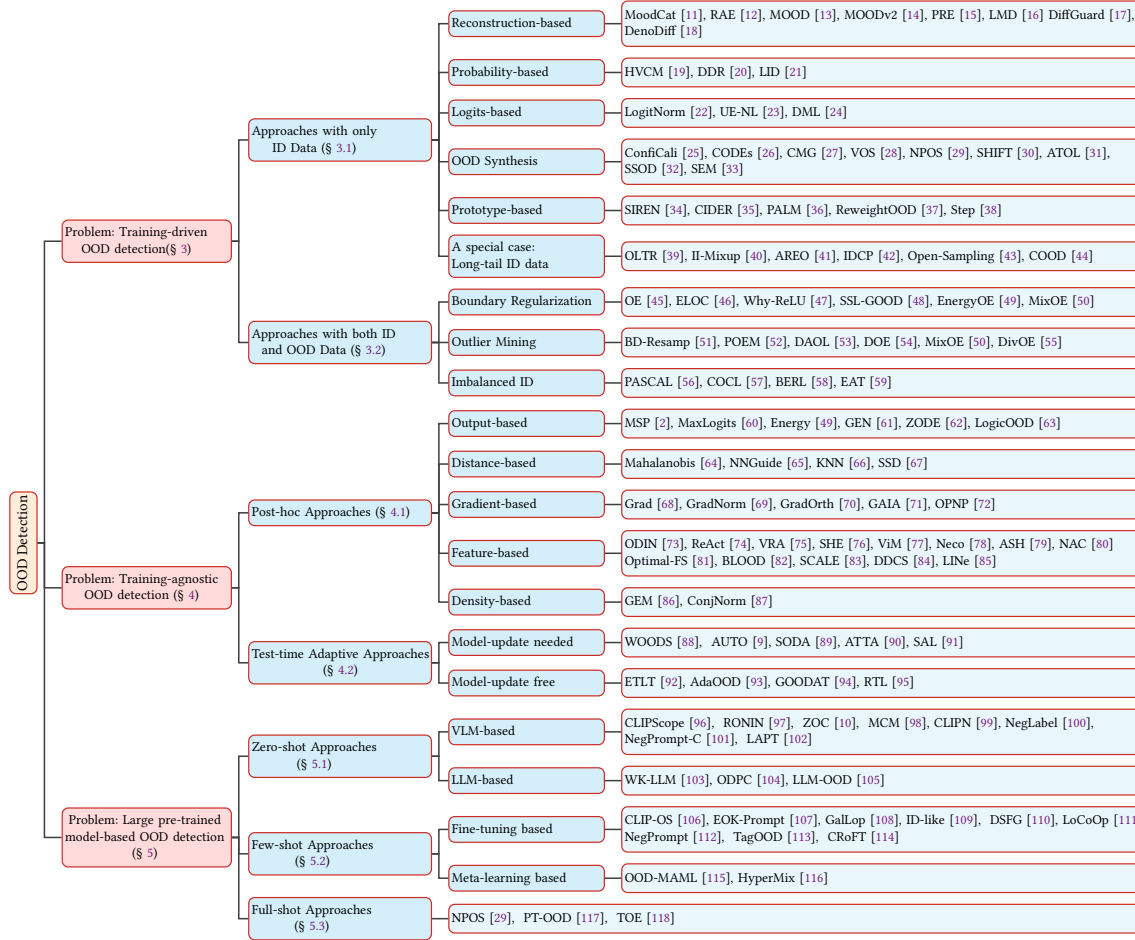 OOD Detection
Problem: Training-driven
OOD detection(§ 3)
Approaches with only
ID Data (§ 3.1)
Reconstruction-based
MoodCat [11], RAE [12], MOOD [13], MOODv2 [14], PRE [15], LMD [16] DiffGuard [17],
DenoDiff [18]
Probability-based
HVCM [19], DDR [20], LID [21]
Logits-based
LogitNorm [22], UE-NL [23], DML [24]
OOD Synthesis
ConfiCali [25], CODEs [26], CMG [27], VOS [28], NPOS [29], SHIFT [30], ATOL [31],
SSOD [32], SEM [33]
Prototype-based
SIREN [34], CIDER [35], PALM [36], ReweightOOD [37], Step [38]
A special case:
Long-tail ID data
OLTR [39], II-Mixup [40], AREO [41], IDCP [42], Open-Sampling [43], COOD [44]
Approaches with both ID
and OOD Data (§ 3.2)
Boundary Regularization
OE [45], ELOC [46], Why-ReLU [47], SSL-GOOD [48], EnergyOE [49], MixOE [50]
Outlier Mining
BD-Resamp [51], POEM [52], DAOL [53], DOE [54], MixOE [50], DivOE [55]
Imbalanced ID
PASCAL [56], COCL [57], BERL [58], EAT [59]
Problem: Training-agnostic
OOD detection (§ 4)
Post-hoc Approaches (§ 4.1)
Output-based
MSP [2], MaxLogits [60], Energy [49], GEN [61], ZODE [62], LogicOOD [63]
Distance-based
Mahalanobis [64], NNGuide [65], KNN [66], SSD [67]
Gradient-based
Grad [68], GradNorm [69], GradOrth [70], GAIA [71], OPNP [72]
Feature-based
ODIN [73], ReAct [74], VRA [75], SHE [76], ViM [77], Neco [78], ASH [79], NAC [80]
Optimal-FS [81], BLOOD [82], SCALE [83], DDCS [84], LINe [85]
Density-based
GEM [86], ConjNorm [87]
Test-time Adaptive Approaches
(§ 4.2)
Model-update needed
WOODS [88], AUTO [9], SODA [89], ATTA [90], SAL [91]
Model-update free
ETLT [92], AdaOOD [93], GOODAT [94], RTL [95]
Problem: Large pre-trained
model-based OOD detection
(§ 5)
Zero-shot Approaches
(§ 5.1)
VLM-based
CLIPScope [96], RONIN [97], ZOC [10], MCM [98], CLIPN [99], NegLabel [100],
NegPrompt-C [101], LAPT [102]
LLM-based
WK-LLM [103], ODPC [104], LLM-OOD [105]
Few-shot Approaches
(§ 5.2)
Fine-tuning based
CLIP-OS [106], EOK-Prompt [107], GalLop [108], ID-like [109], DSFG [110], LoCoOp [111
NegPrompt [112], TagOOD [113], CRoFT [114]
Meta-learning based
OOD-MAML [115], HyperMix [116]
Full-shot Approaches
(§ 5.3)
NPOS [29], PT-OOD [117], TOE [118]